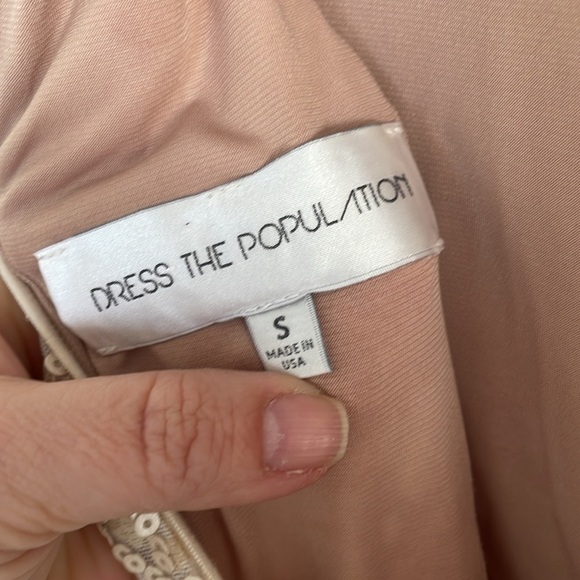 DRESS THE POPULATION
S
MADE IN
USA